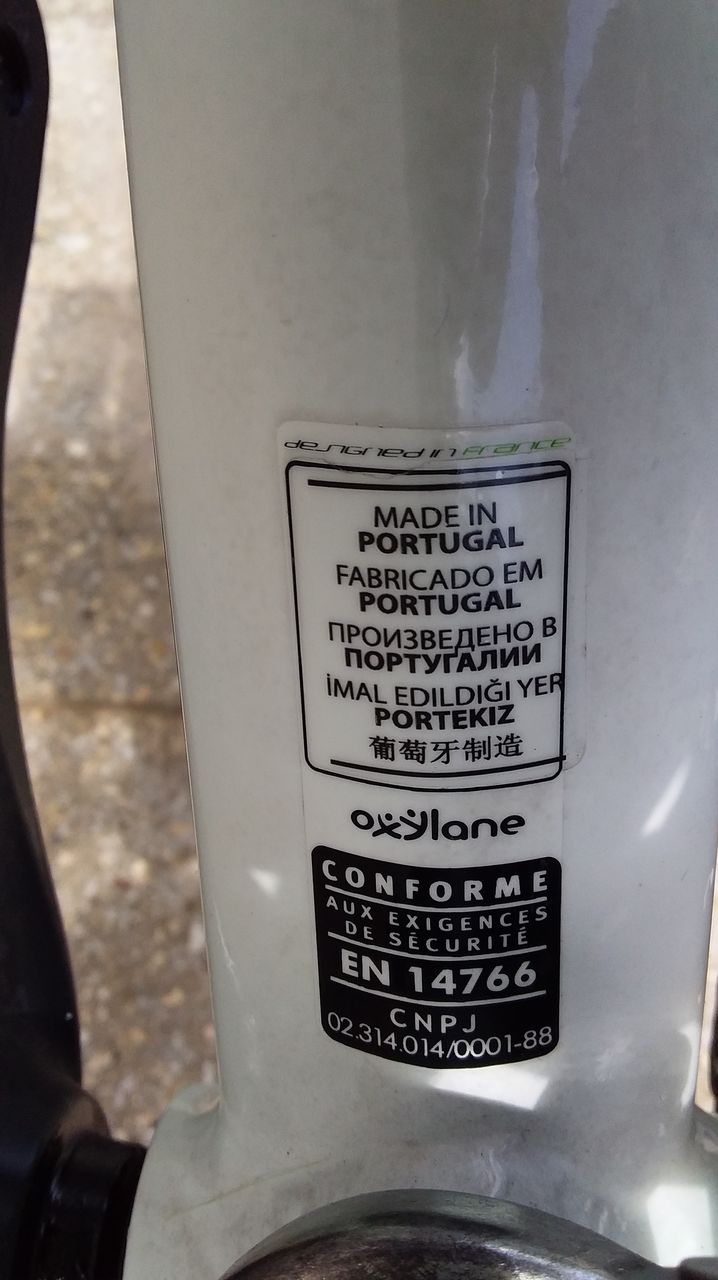 designed in France
MADE IN
PORTUGAL
FABRICADO EM
PORTUGAL
ПРОИЗВЕДЕНО В
ПОРТУГАЛИИ
İMAL EDILDIĞI YER
PORTEKIZ
葡萄牙制造
oxylane
CONFORME
AUX EXIGENCES
DE SÉCURITÉ
EN 14766
CNPJ
02.314.014/0001-88